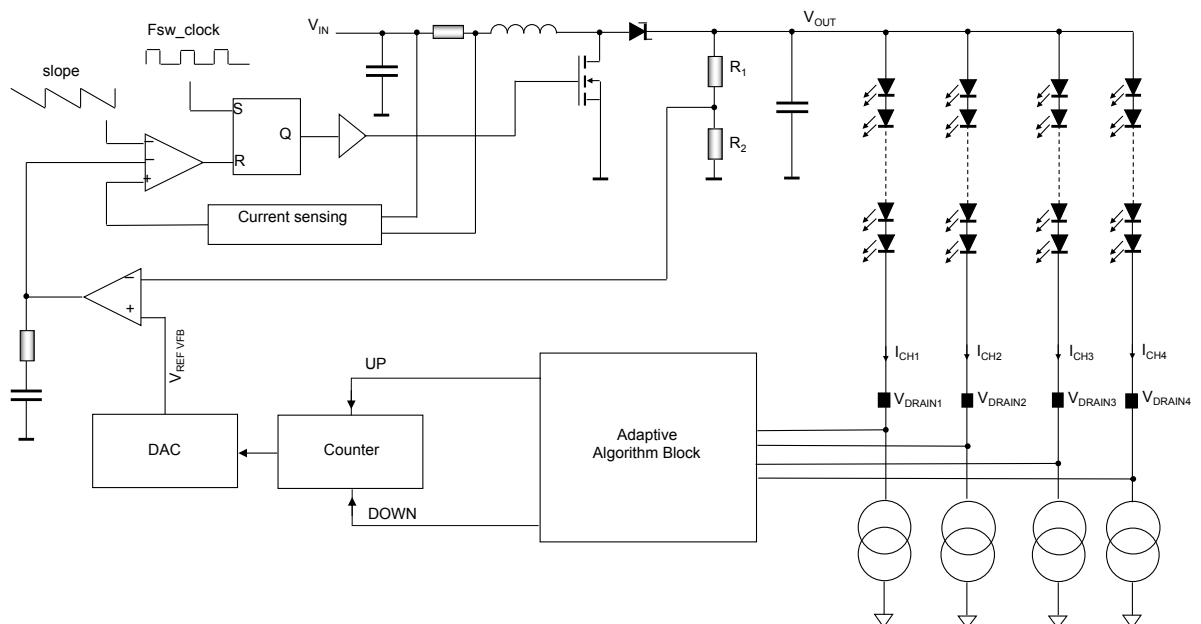 Fsw_clock
V_IN
V_OUT
slope
R_1
S
Q
R_2
R
Current sensing
I_CH1
I_CH2
I_CH3
I_CH4
UP
V_REF VFB
V_DRAIN1
V_DRAIN2
V_DRAIN3
V_DRAIN4
DAC
Counter
Adaptive
Algorithm Block
DOWN